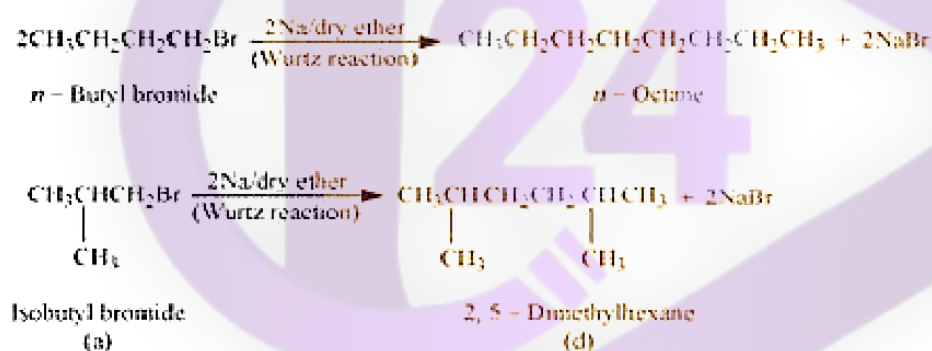 2CH₃CH₂CH₂CH₂Br 2Na/dry ether (Wurtz reaction) CH₃CH₂CH₂CH₂CH₂CH₂CH₂CH₃ + 2NaBr
n – Butyl bromide n – Octane
CH₃CHCH₂Br 2Na/dry ether (Wurtz reaction) CH₃CHCH₂CH₂CHCH₃ + 2NaBr
CH₃ CH₃ CH₃
Isobutyl bromide 2, 5 – Dimethylhexane
(a) (d)
24